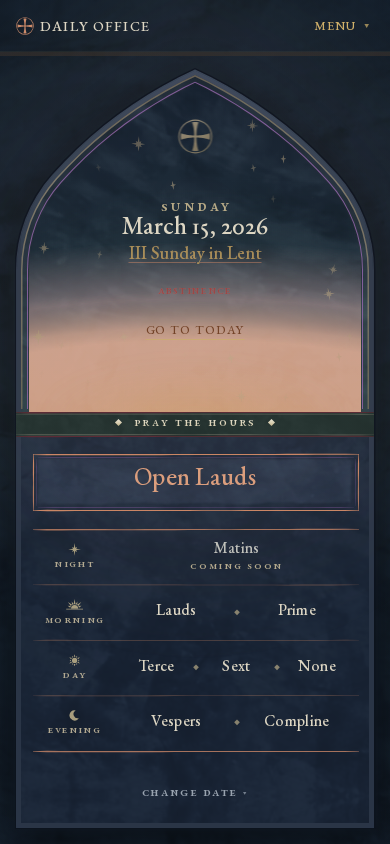 DAILY OFFICE
MENU
SUNDAY
March 15, 2026
III Sunday in Lent
GO TO TODAY
PRAY THE HOURS
Open Lauds
Matins
NIGHT
COMING SOON
Lauds
Prime
MORNING
Terce
Sext
None
DAY
Vespers
Compline
EVENING
CHANGE DATE